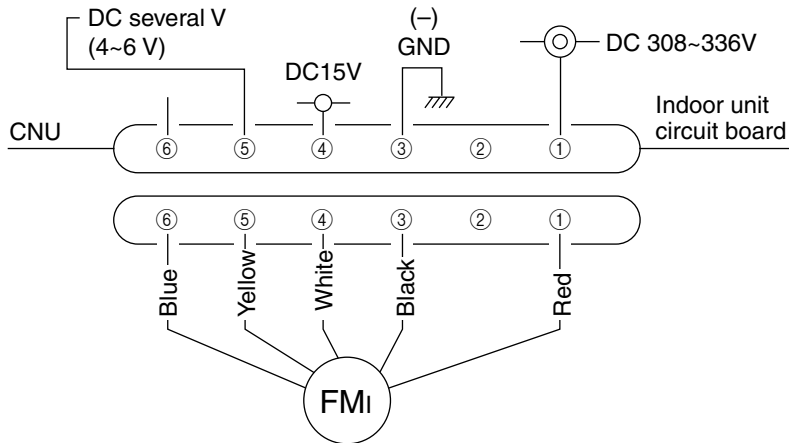 DC several V
(4~6 V)
(–)
GND
DC 308~336V
DC15V
CNU
Indoor unit
circuit board
⑥ ⑤ ④ ③ ② ①
⑥ ⑤ ④ ③ ② ①
Blue
Yellow
White
Black
Red
FMI